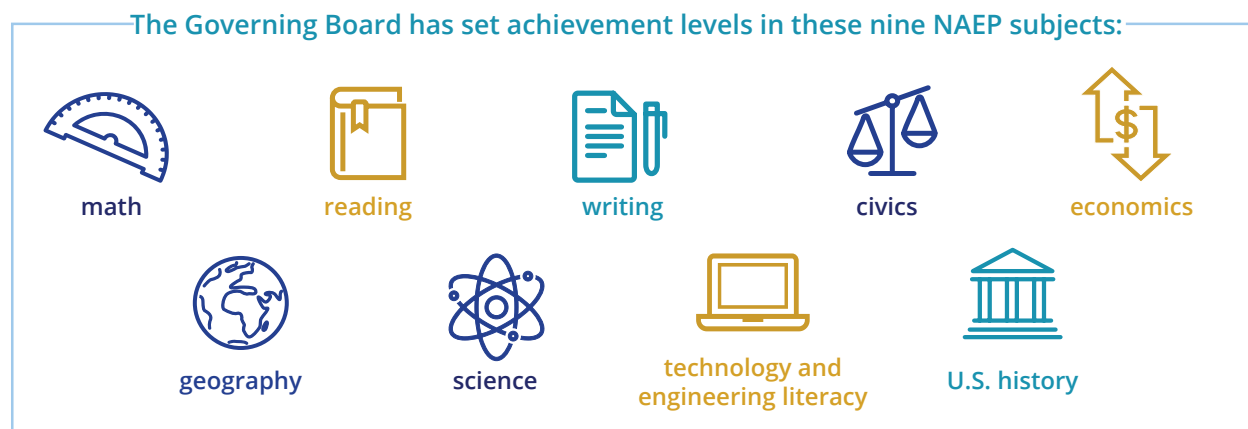 The Governing Board has set achievement levels in these nine NAEP subjects:
math
reading
writing
civics
$
economics
geography
science
technology and
engineering literacy
U.S. history